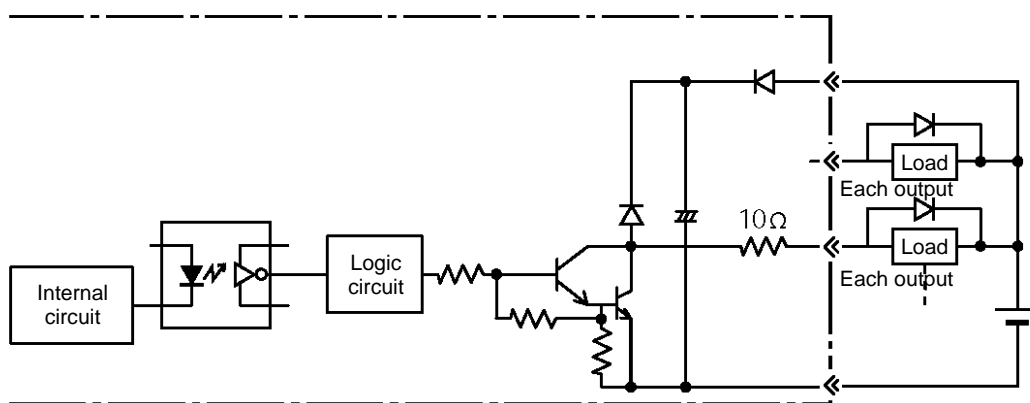 Load
Each output
10Ω
Load
Each output
Internal
circuit
Logic
circuit